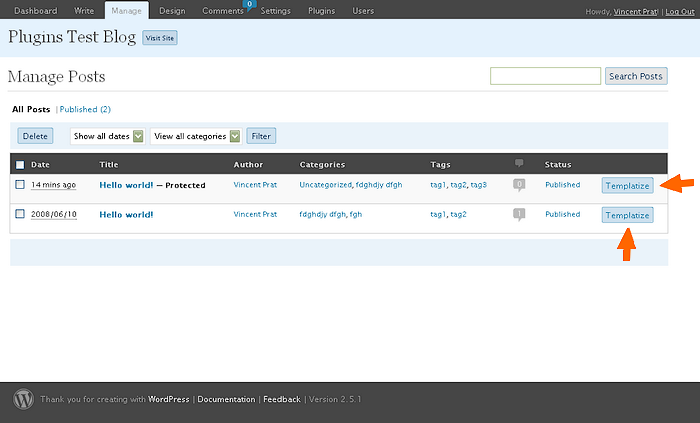 Dashboard Write Manage Design Comments 0 Settings Plugins Users Howdy, Vincent Prat! | Log Out
Plugins Test Blog Visit Site
Manage Posts Search Posts
All Posts | Published (2)
Delete Show all dates View all categories Filter
Date Title Author Categories Tags Status
14 mins ago Hello world! — Protected Vincent Prat Uncategorized, fdghdjy dfgh tag1, tag2, tag3 0 Published Templatize
2008/06/10 Hello world! Vincent Prat fdghdjy dfgh, fgh tag1, tag2 1 Published Templatize
Thank you for creating with WordPress | Documentation | Feedback | Version 2.5.1